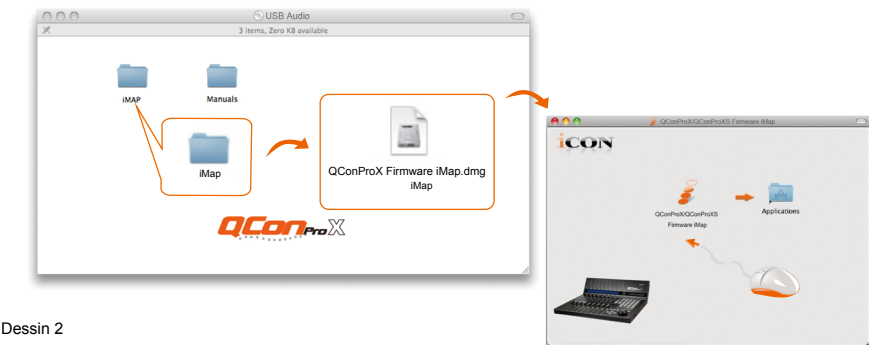 USB Audio
3 items, Zero KB available
iMAP
Manuals
iMap
QConProX Firmware iMap.dmg
iMap
QCon Pro X
QConProX/QConProXS Firmware iMap
iCON
QConProX/QConProXS
Firmware iMap
Applications
Dessin 2